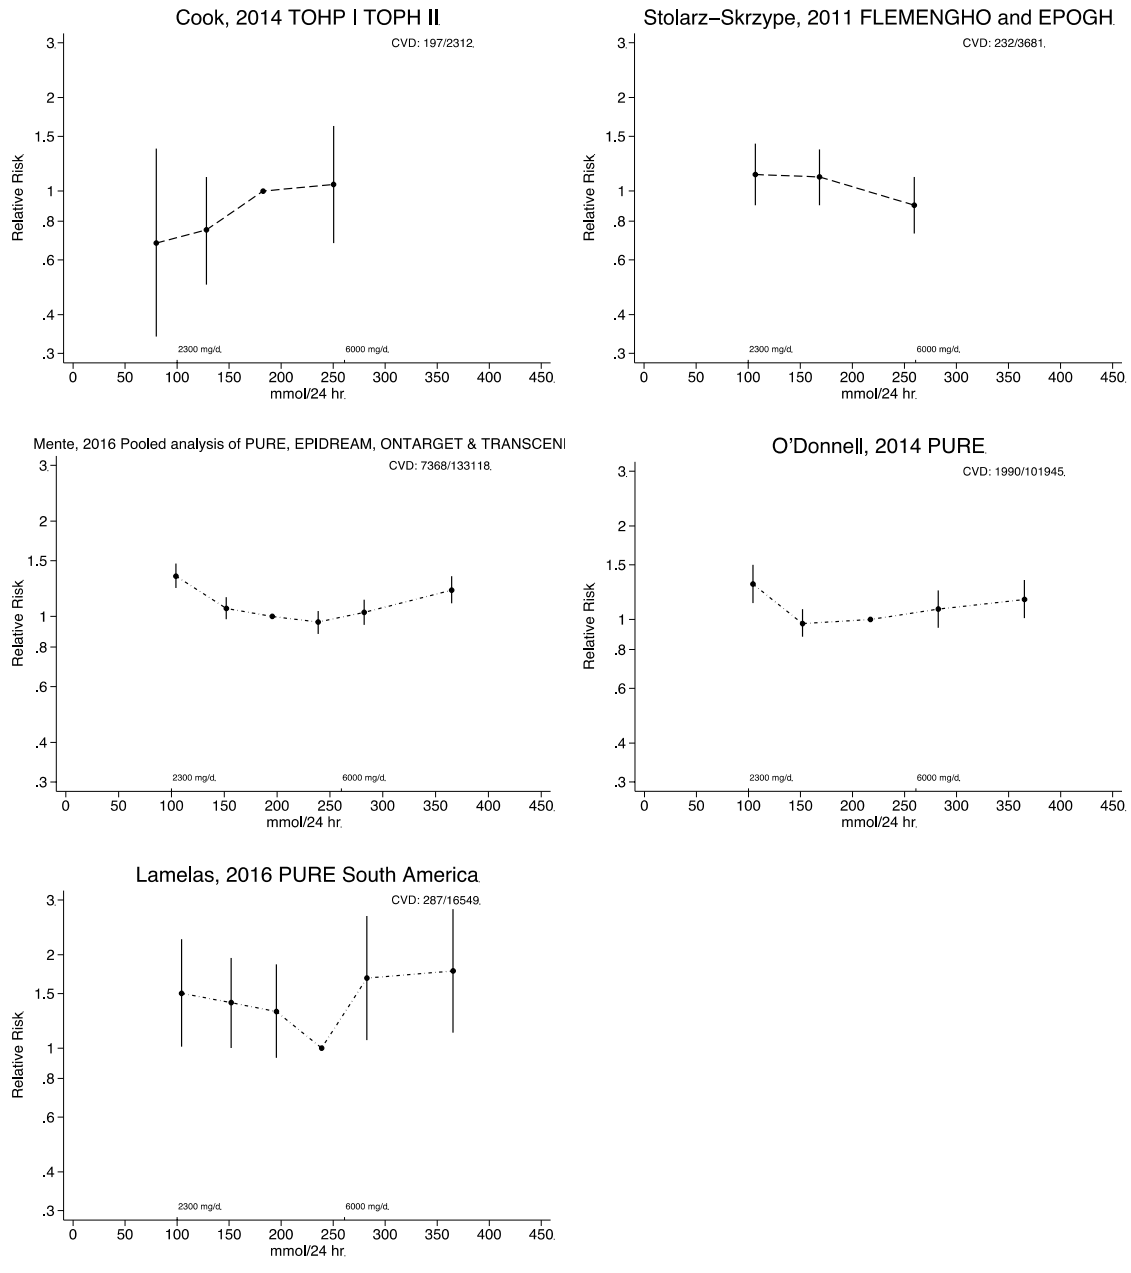 Cook, 2014 TOHP I TOPH II
CVD: 197/2312
3
2
1.5
1
.8
.6
.4
.3
Relative Risk
2300 mg/d
6000 mg/d
0 50 100 150 200 250 300 350 400 450
mmol/24 hr
Stolarz-Skrzype, 2011 FLEMENGHO and EPOGH
CVD: 232/3681
3
2
1.5
1
.8
.6
.4
.3
Relative Risk
2300 mg/d
6000 mg/d
0 50 100 150 200 250 300 350 400 450
mmol/24 hr
Mente, 2016 Pooled analysis of PURE, EPIDREAM, ONTARGET & TRANSCEN
CVD: 7368/133118
3
2
1.5
1
.8
.6
.4
.3
Relative Risk
2300 mg/d
6000 mg/d
0 50 100 150 200 250 300 350 400 450
mmol/24 hr
O'Donnell, 2014 PURE
CVD: 1990/101945
3
2
1.5
1
.8
.6
.4
.3
Relative Risk
2300 mg/d
6000 mg/d
0 50 100 150 200 250 300 350 400 450
mmol/24 hr
Lamelas, 2016 PURE South America
CVD: 287/16549
3
2
1.5
1
.8
.6
.4
.3
Relative Risk
2300 mg/d
6000 mg/d
0 50 100 150 200 250 300 350 400 450
mmol/24 hr